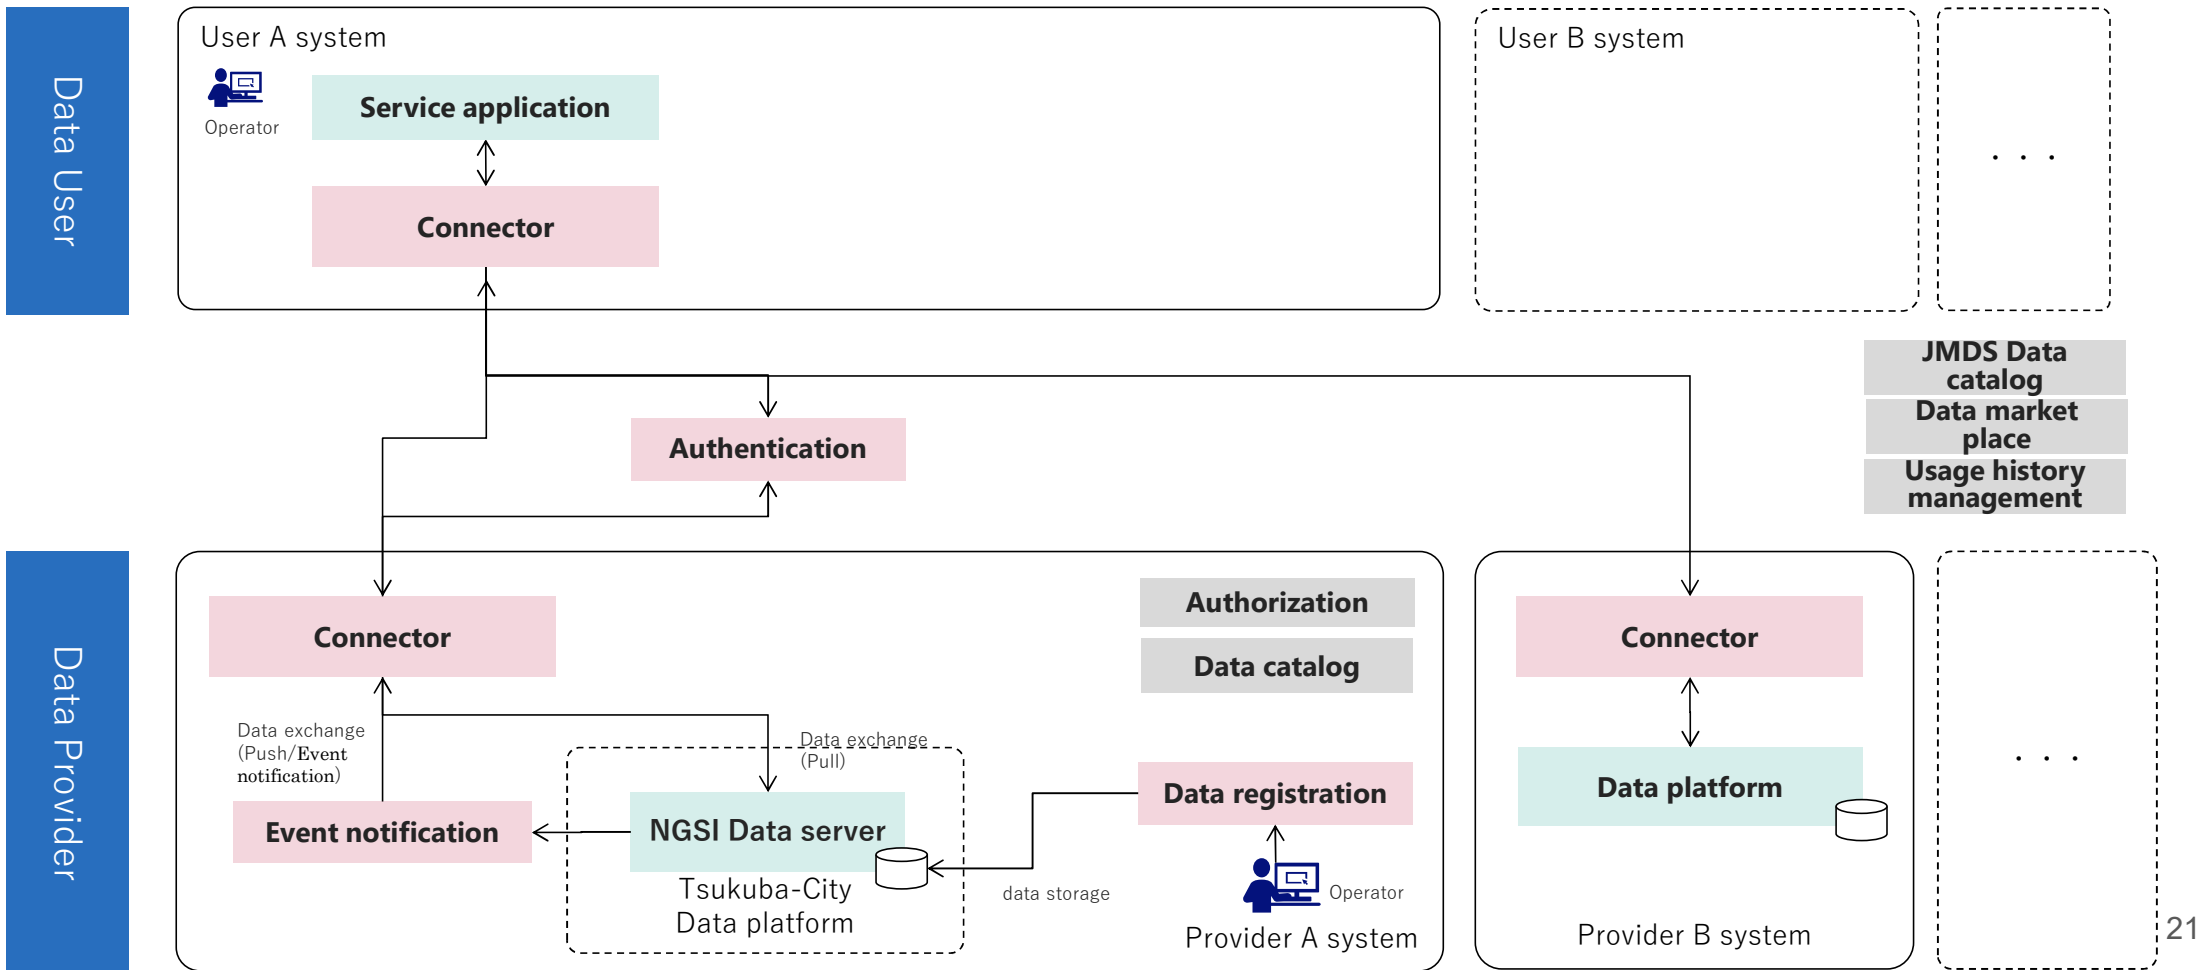 Data User
User A system
Operator
Service application
Connector
User B system
・・・
JMDS Data
catalog
Data market
place
Usage history
management
Authentication
Data Provider
Connector
Authorization
Data catalog
Data exchange
(Push/Event
notification)
Data exchange
(Pull)
Event notification
NGSI Data server
Tsukuba-City
Data platform
data storage
Data registration
Operator
Provider A system
Connector
Data platform
Provider B system
・・・
21